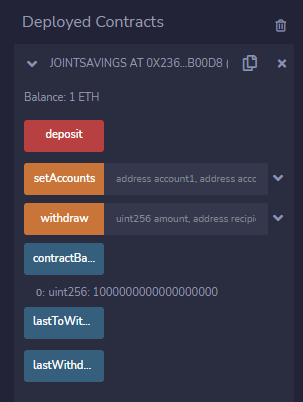 Deployed Contracts
JOINTSAVINGS AT 0X236...B00D8 (
Balance: 1 ETH
deposit
setAccounts address account1, address acco
withdraw uint256 amount, address recipi
contractBa...
0: uint256: 1000000000000000000
lastToWit...
lastWithd...